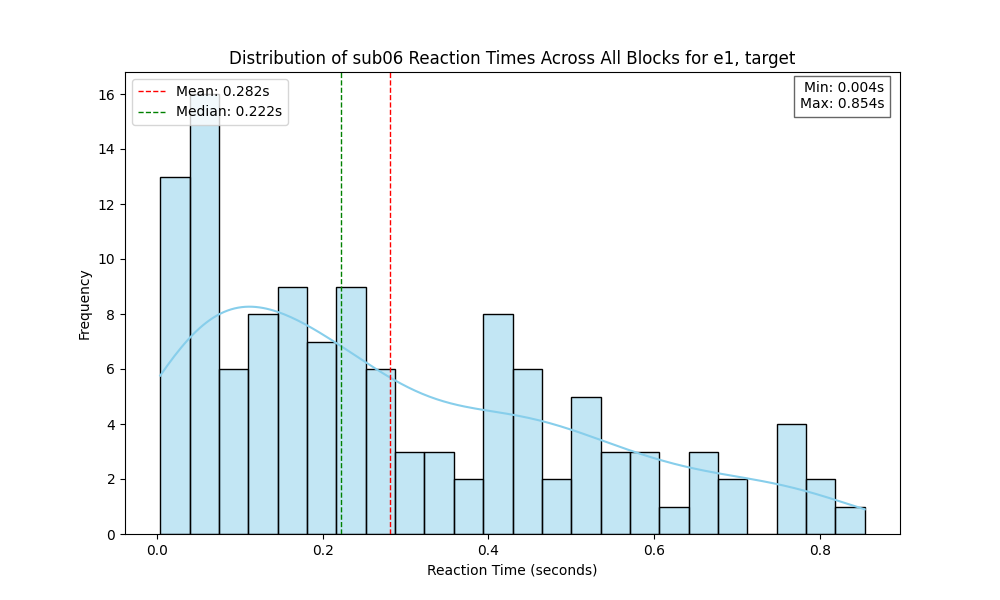 Distribution of sub06 Reaction Times Across All Blocks for e1, target
Mean: 0.282s
Median: 0.222s
Min: 0.004s
Max: 0.854s
16
14
12
10
8
6
4
2
0
Frequency
0.0 0.2 0.4 0.6 0.8
Reaction Time (seconds)